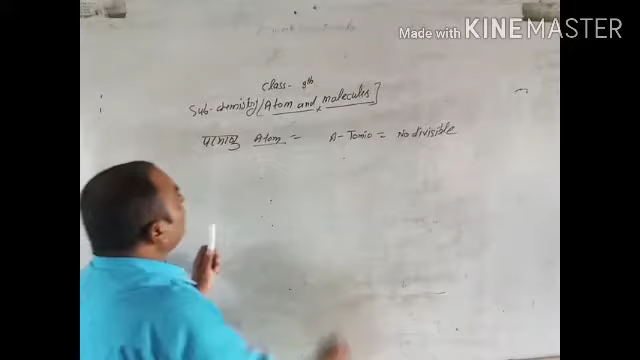 Made with KINEMASTER
Class - 9th
Sub - chemistry [Atom and molecules]
परमाणु Atom = A - Tomio = No divisible